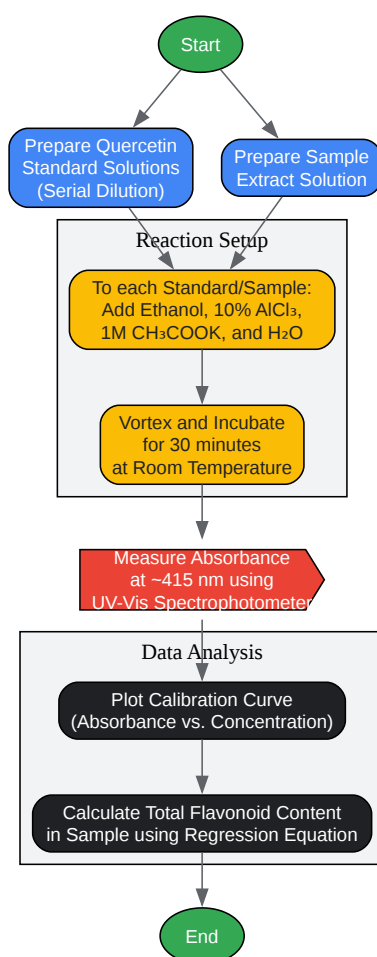 Start
Prepare Quercetin
Standard Solutions
(Serial Dilution)
Prepare Sample
Extract Solution
Reaction Setup
To each Standard/Sample:
Add Ethanol, 10% AlCl₃,
1M CH₃COOK, and H₂O
Vortex and Incubate
for 30 minutes
at Room Temperature
Measure Absorbance
at ~415 nm using
UV-Vis Spectrophotometer
Data Analysis
Plot Calibration Curve
(Absorbance vs. Concentration)
Calculate Total Flavonoid Content
in Sample using Regression Equation
End